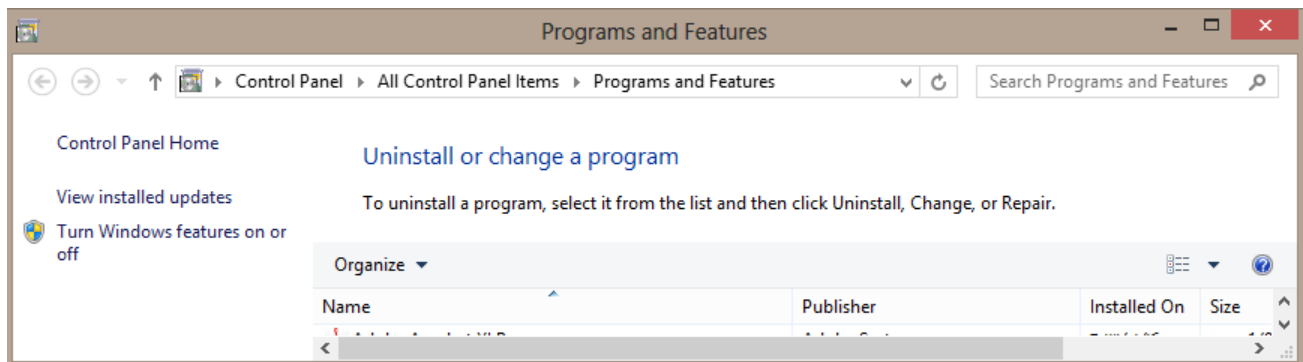 Programs and Features
Control Panel All Control Panel Items Programs and Features Search Programs and Features
Control Panel Home
Uninstall or change a program
View installed updates
To uninstall a program, select it from the list and then click Uninstall, Change, or Repair.
Turn Windows features on or
off
Organize
Name Publisher Installed On Size